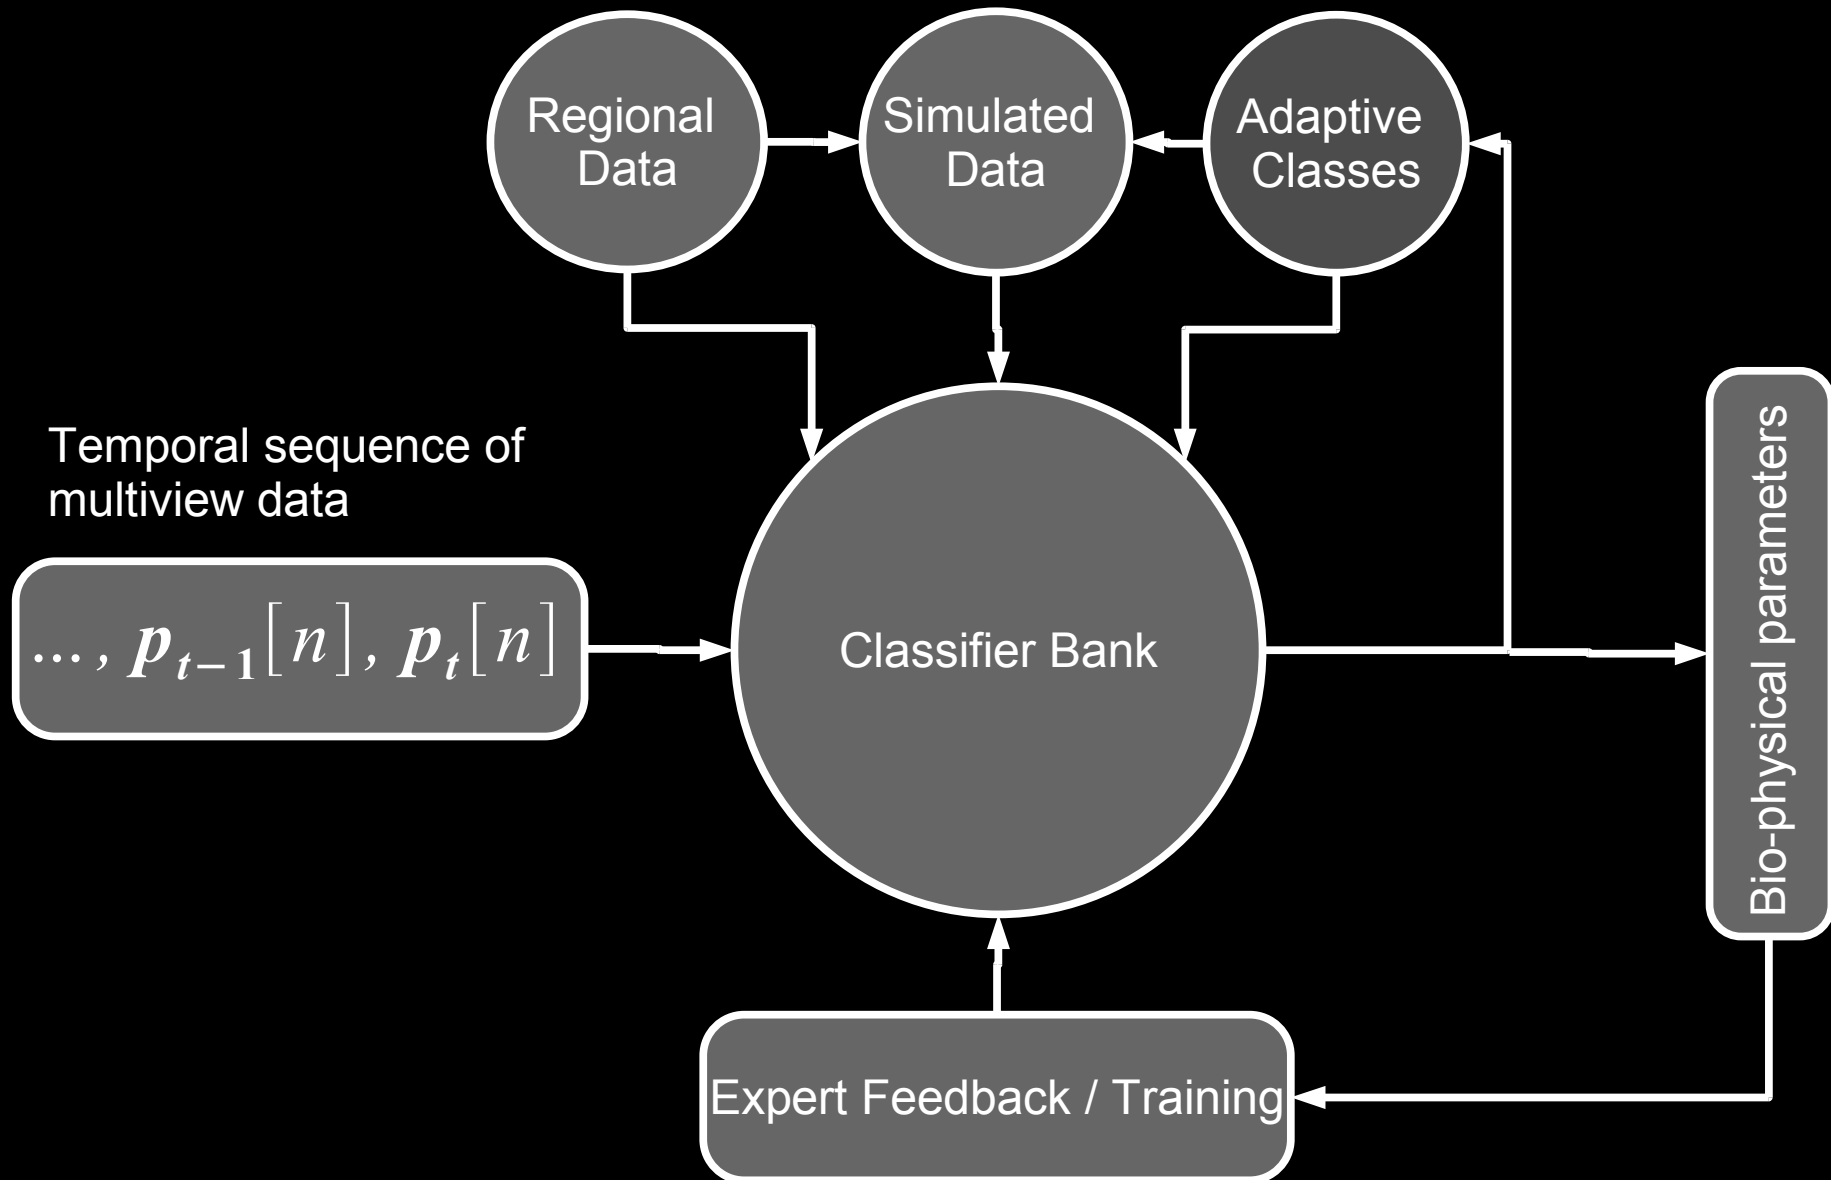 Regional
Data
Simulated
Data
Adaptive
Classes
Temporal sequence of
multiview data
..., p_{t-1}[n], p_t[n]
Classifier Bank
Bio-physical parameters
Expert Feedback / Training